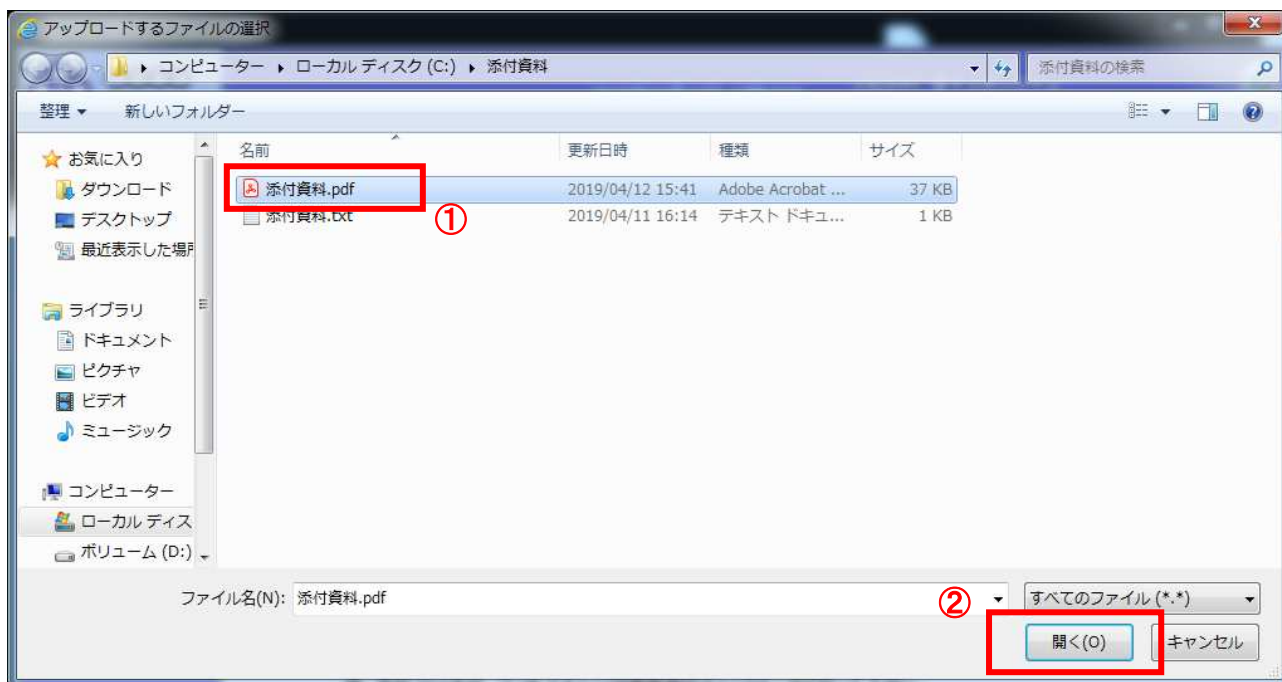 アップロードするファイルの選択
コンピューター ▸ ローカル ディスク (C:) ▸ 添付資料
添付資料の検索
整理 新しいフォルダー
名前 更新日時 種類 サイズ
添付資料.pdf 2019/04/12 15:41 Adobe Acrobat ... 37 KB
①
添付資料.txt 2019/04/11 16:14 テキスト ドキュ... 1 KB
お気に入り
ダウンロード
デスクトップ
最近表示した場所
ライブラリ
ドキュメント
ピクチャ
ビデオ
ミュージック
コンピューター
ローカル ディス
ボリューム (D:)
ファイル名(N): 添付資料.pdf
②
すべてのファイル (*.*)
開く(O) キャンセル